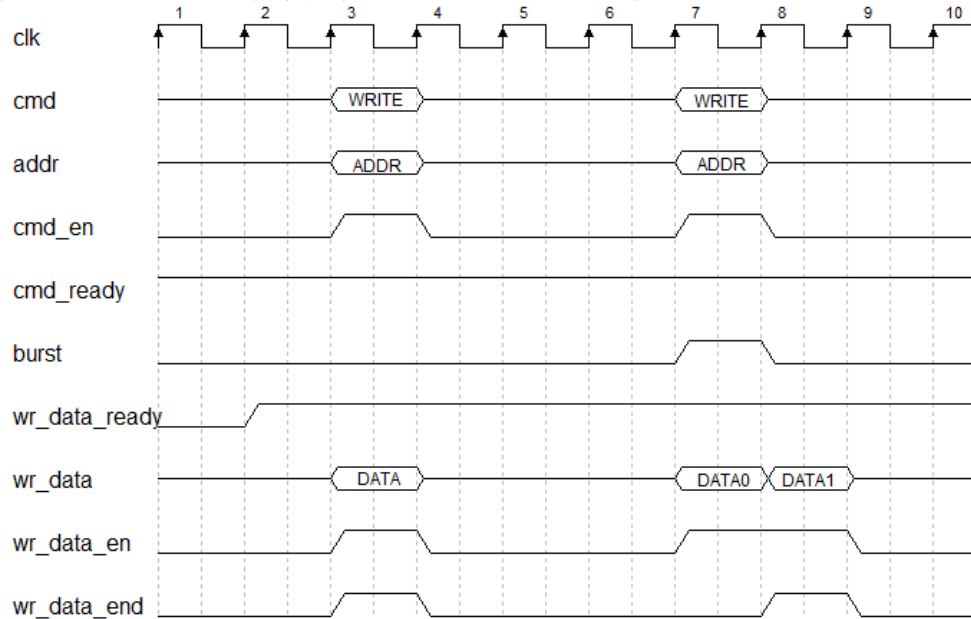 1 2 3 4 5 6 7 8 9 10
clk
cmd WRITE WRITE
addr ADDR ADDR
cmd_en
cmd_ready
burst
wr_data_ready
wr_data DATA DATA0 DATA1
wr_data_en
wr_data_end